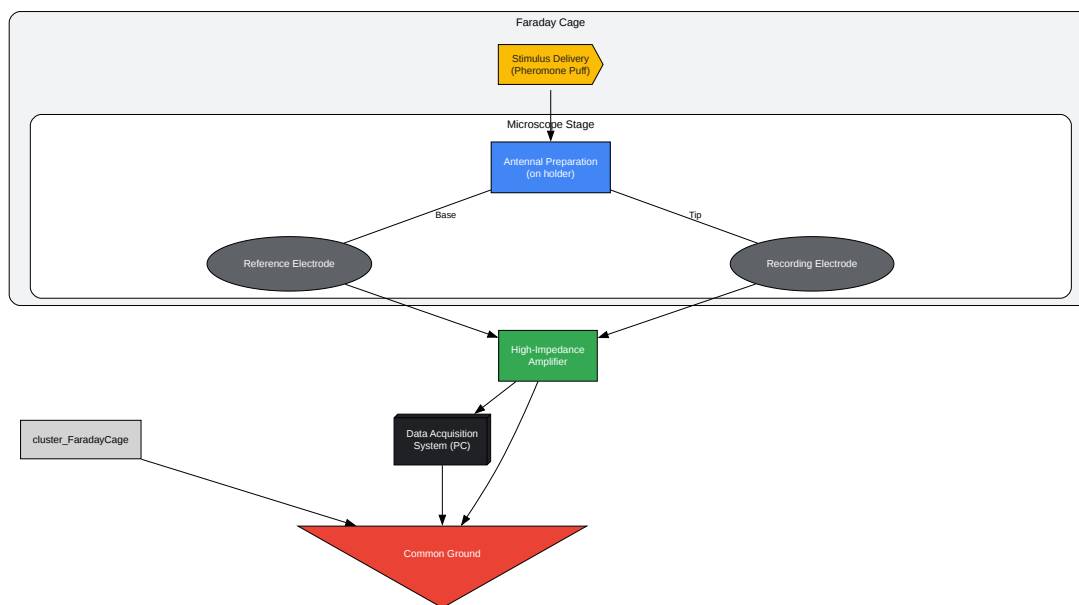 Faraday Cage
Stimulus Delivery
(Pheromone Puff)
Microscope Stage
Antennal Preparation
(on holder)
Base
Tip
Reference Electrode
Recording Electrode
High-Impedance
Amplifier
Data Acquisition
System (PC)
cluster_FaradayCage
Common Ground